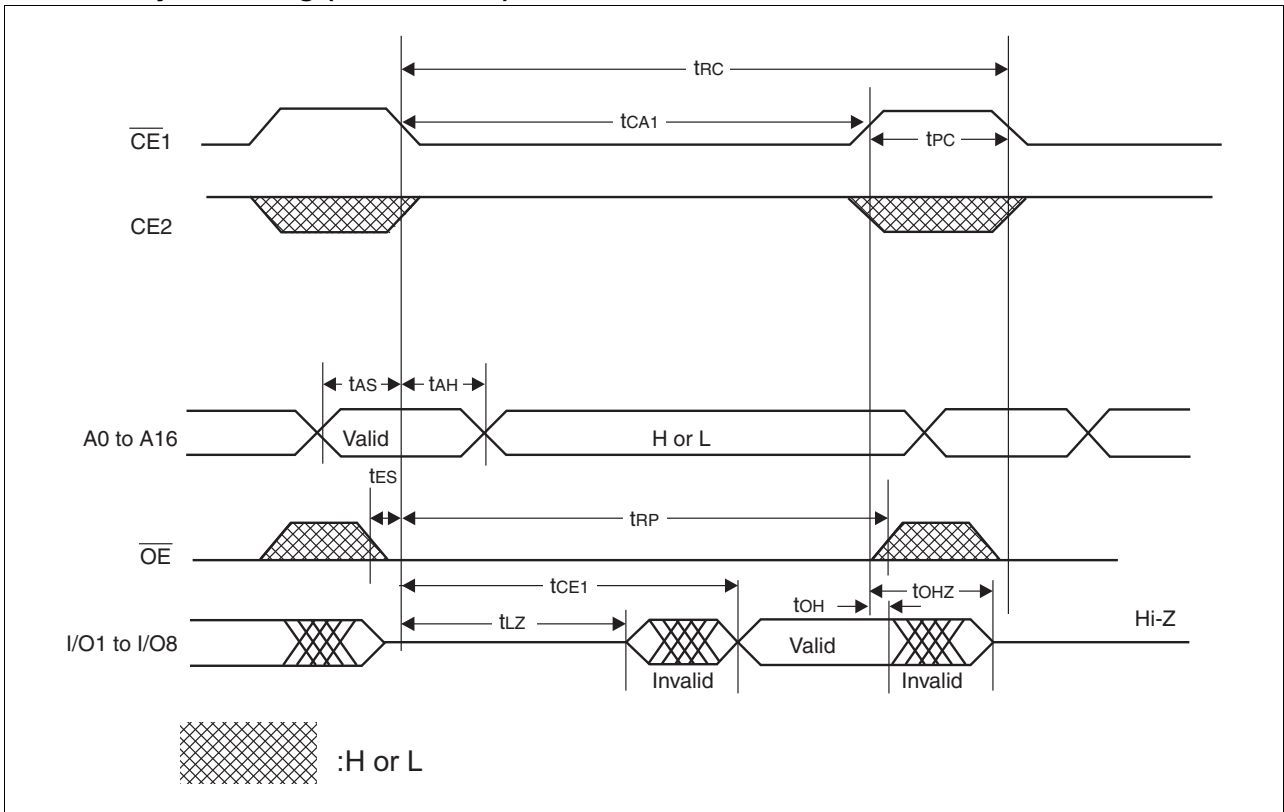 tRC
tCA1
tPC
CE1
CE2
tAS
tAH
A0 to A16
Valid
H or L
tES
tRP
OE
tCE1
tOH
tOHZ
tLZ
Hi-Z
I/O1 to I/O8
Valid
Invalid
Invalid
:H or L